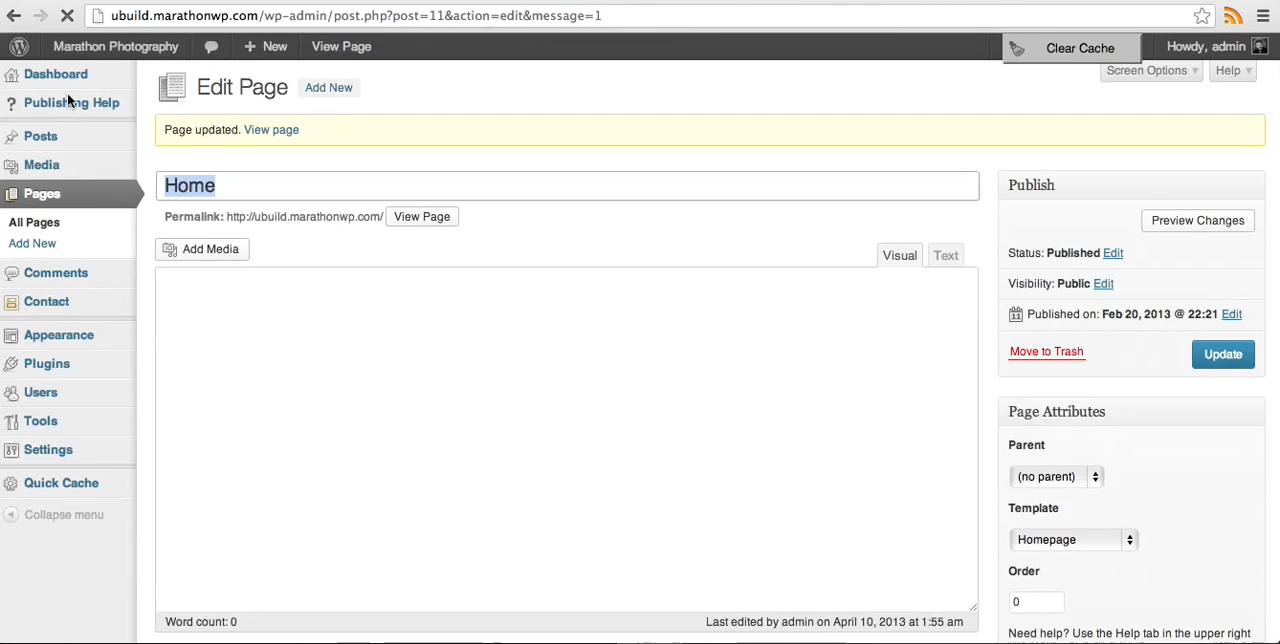 ubuild.marathonwp.com/wp-admin/post.php?post=11&action=edit&message=1
Marathon Photography
+ New
View Page
Clear Cache
Howdy, admin
Dashboard
? Publishing Help
Posts
Media
Pages
All Pages
Add New
Comments
Contact
Appearance
Plugins
Users
Tools
Settings
Quick Cache
Collapse menu
Screen Options
Help
Edit Page
Add New
Page updated. View page
Home
Permalink: http://ubuild.marathonwp.com/ View Page
Add Media
Visual
Text
Word count: 0
Last edited by admin on April 10, 2013 at 1:55 am
Publish
Preview Changes
Status: Published Edit
Visibility: Public Edit
11 Published on: Feb 20, 2013 @ 22:21 Edit
Move to Trash
Update
Page Attributes
Parent
(no parent)
Template
Homepage
Order
0
Need help? Use the Help tab in the upper right